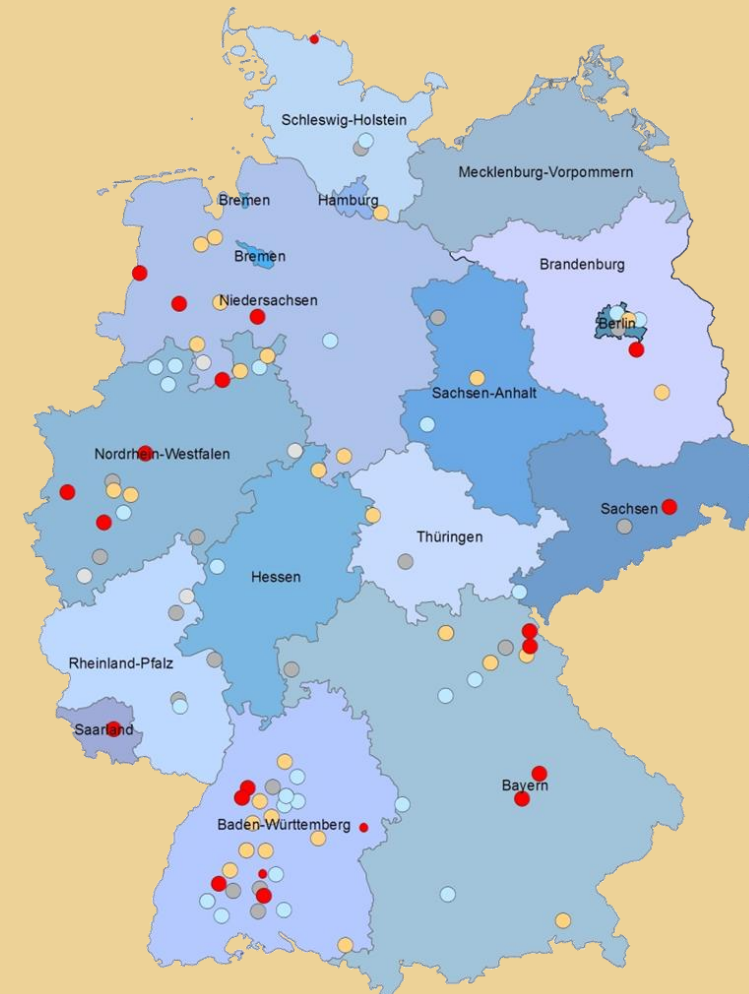 Schleswig-Holstein
Mecklenburg-Vorpommern
Bremen
Hamburg
Bremen
Brandenburg
Niedersachsen
Berlin
Sachsen-Anhalt
Nordrhein-Westfalen
Sachsen
Thüringen
Hessen
Rheinland-Pfalz
Saarland
Bayern
Baden-Württemberg